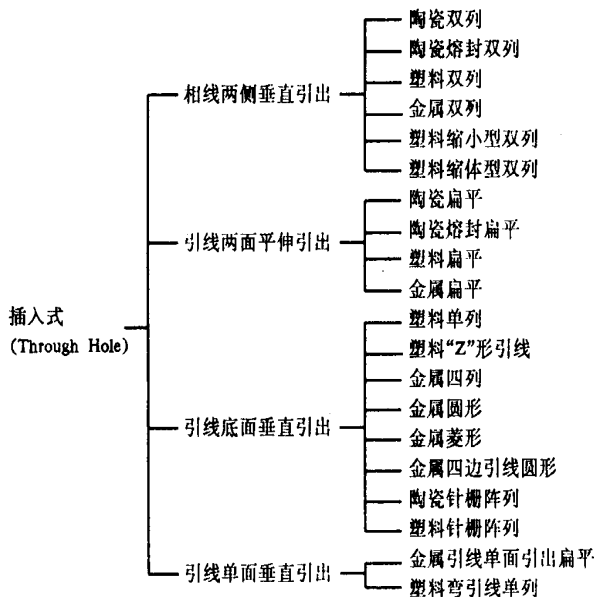 插入式
(Through Hole)
相线两侧垂直引出
陶瓷双列
陶瓷熔封双列
塑料双列
金属双列
塑料缩小型双列
塑料缩体型双列
引线两面平伸引出
陶瓷扁平
陶瓷熔封扁平
塑料扁平
金属扁平
引线底面垂直引出
塑料单列
塑料“Z”形引线
金属四列
金属圆形
金属菱形
金属四边引线圆形
陶瓷针栅阵列
塑料针栅阵列
引线单面垂直引出
金属引线单面引出扁平
塑料弯引线单列